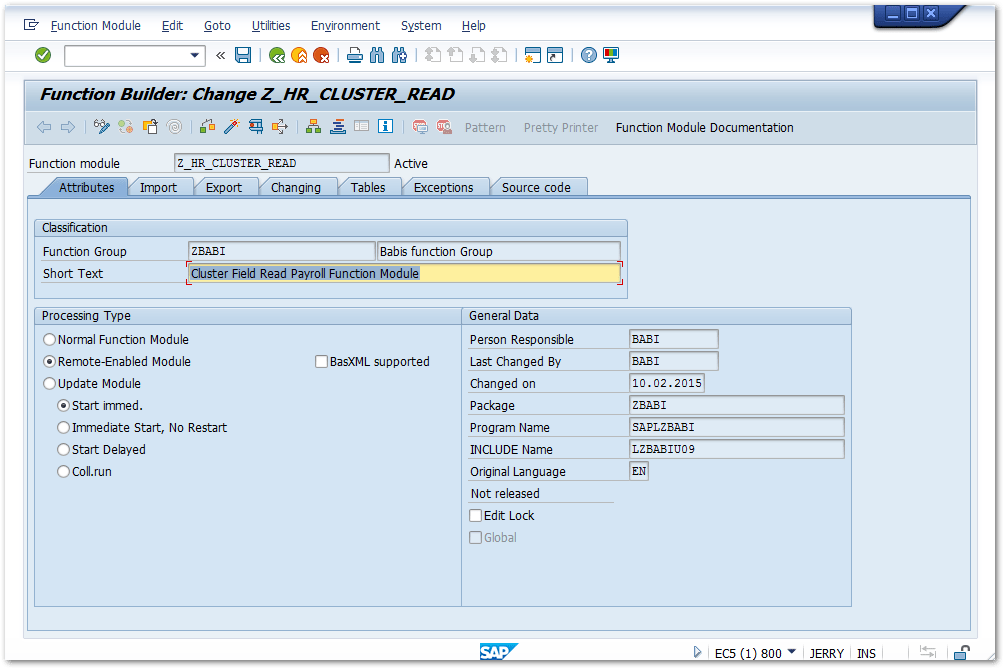 Function Module Edit Goto Utilities Environment System Help
«
Function Builder: Change Z_HR_CLUSTER_READ
Pattern Pretty Printer Function Module Documentation
Function module Z_HR_CLUSTER_READ Active
Attributes Import Export Changing Tables Exceptions Source code
Classification
Function Group ZBABI Babis function Group
Short Text Cluster Field Read Payroll Function Module
Processing Type General Data
Normal Function Module Person Responsible BABI
Remote-Enabled Module BasXML supported Last Changed By BABI
Update Module Changed on 10.02.2015
Start immed. Package ZBABI
Immediate Start, No Restart Program Name SAPLZBABI
Start Delayed INCLUDE Name LZBABIU09
Coll.run Original Language EN
Not released
Edit Lock
Global
SAP EC5 (1) 800 JERRY INS